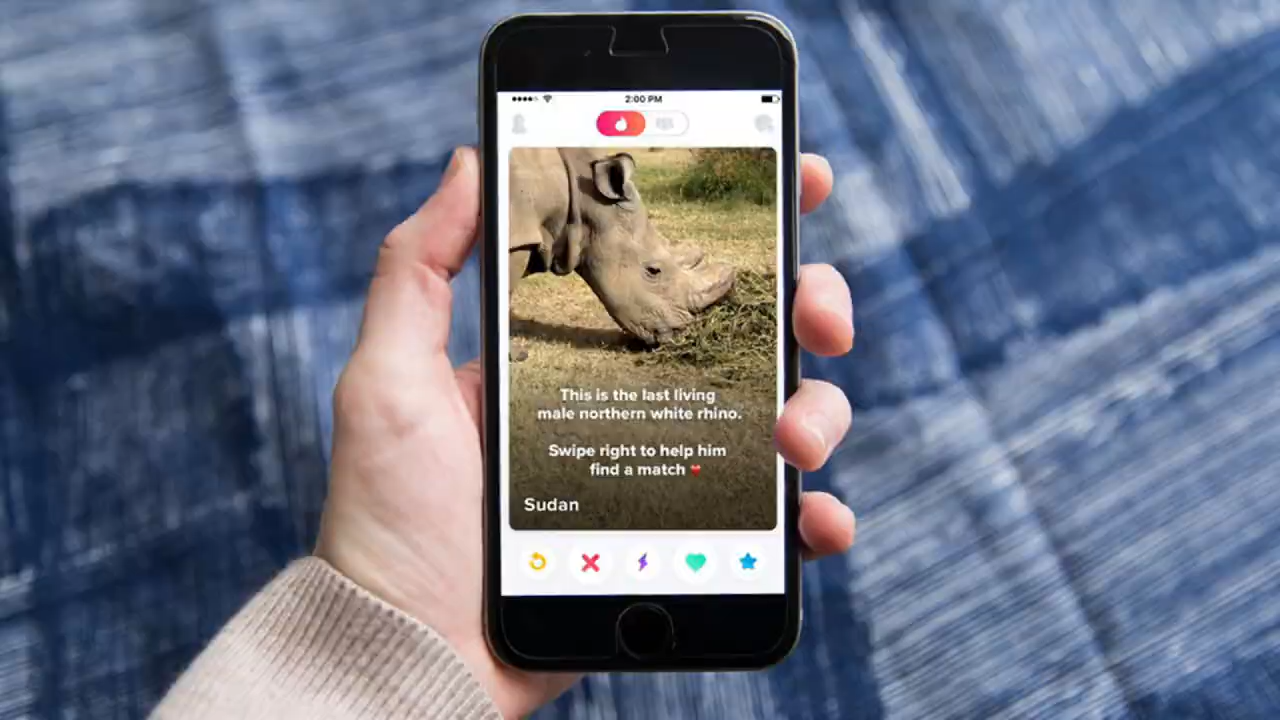 2:00 PM
This is the last living
male northern white rhino.
Swipe right to help him
find a match ❤️
Sudan